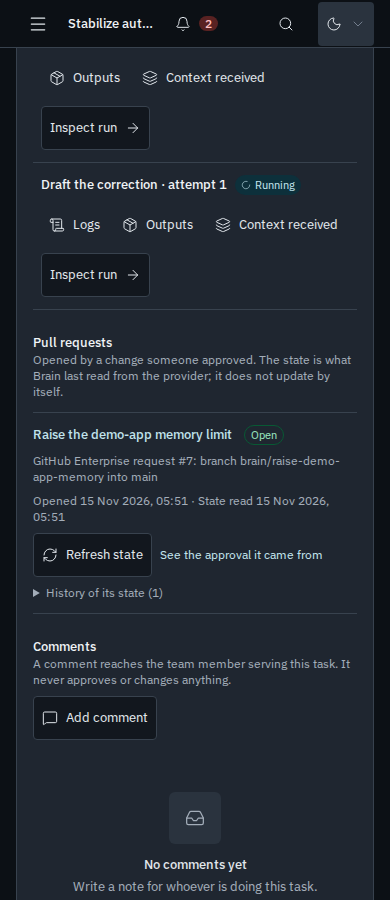 Stabilize aut...
2
Outputs
Context received
Inspect run
Draft the correction · attempt 1
Running
Logs
Outputs
Context received
Inspect run
Pull requests
Opened by a change someone approved. The state is what
Brain last read from the provider; it does not update by
itself.
Raise the demo-app memory limit
Open
GitHub Enterprise request #7: branch brain/raise-demo-
app-memory into main
Opened 15 Nov 2026, 05:51 · State read 15 Nov 2026,
05:51
Refresh state
See the approval it came from
History of its state (1)
Comments
A comment reaches the team member serving this task. It
never approves or changes anything.
Add comment
No comments yet
Write a note for whoever is doing this task.